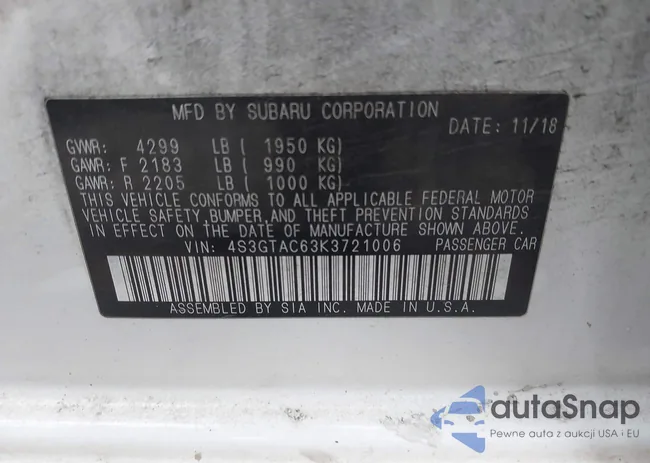 MFD BY SUBARU CORPORATION
DATE: 11/18
GVWR: 4299 LB ( 1950 KG)
GAWR: F 2183 LB ( 990 KG)
GAWR: R 2205 LB ( 1000 KG)
THIS VEHICLE CONFORMS TO ALL APPLICABLE FEDERAL MOTOR
VEHICLE SAFETY,BUMPER,AND THEFT PREVENTION STANDARDS
IN EFFECT ON THE DATE OF MANUFACTURE SHOWN ABOVE.
VIN: 4S3GTAC63K3721006 PASSENGER CAR
ASSEMBLED BY SIA INC. MADE IN U.S.A.
autaSnap
Pewne auta z aukcji USA i EU